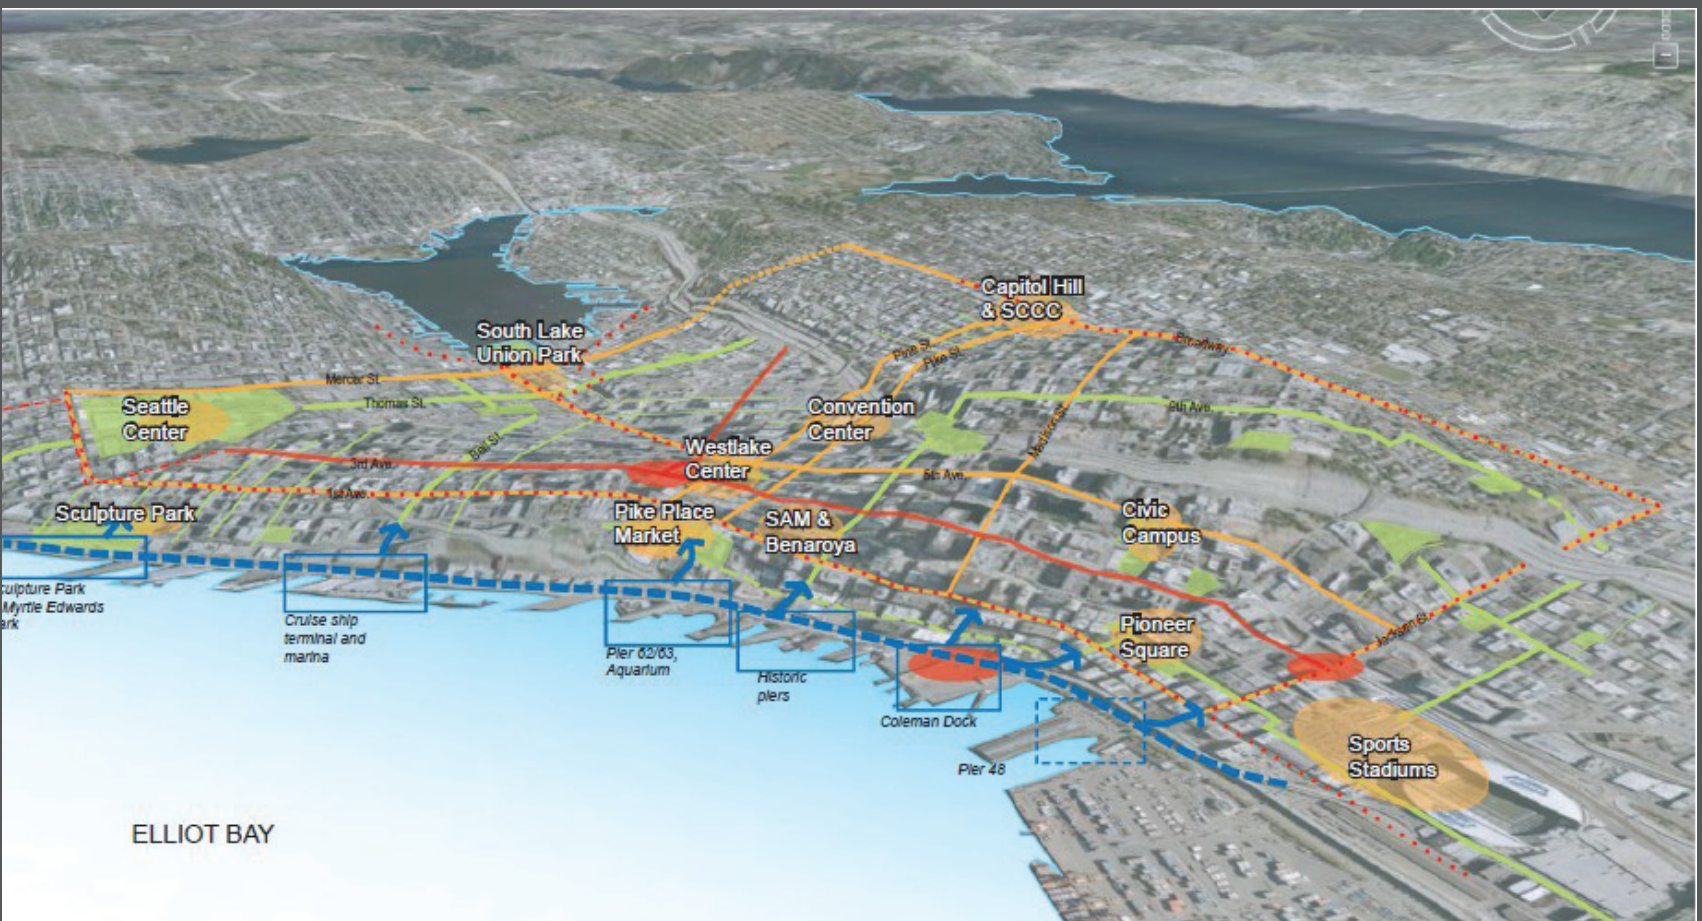 Capitol Hill
& SCCC
South Lake
Union Park
Broadway
Pine St.
Pike St.
Mercer St.
Thomas St.
Seattle
Center
Convention
Center
9th Ave.
Madison St.
Bell St.
Westlake
Center
3rd Ave.
5th Ave.
1st Ave.
Sculpture Park
Pike Place
Market
SAM &
Benaroya
Civic
Campus
culpture Park
Myrtle Edwards
ark
Cruise ship
terminal and
marina
Pier 62/63,
Aquarium
Historic
piers
Coleman Dock
Pioneer
Square
Jackson St.
Pier 48
Sports
Stadiums
ELLIOT BAY